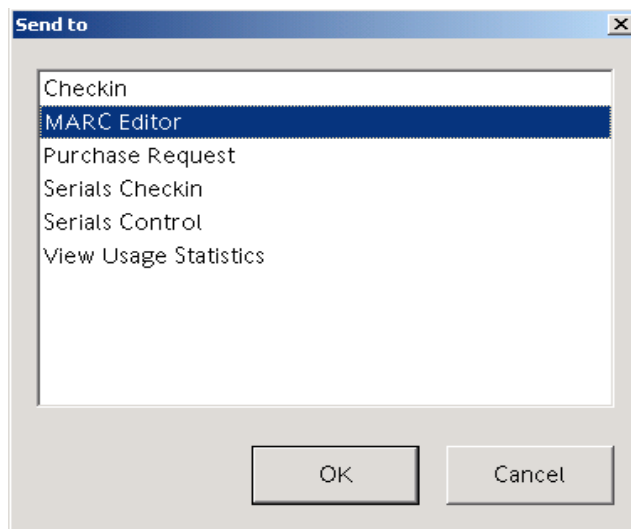 Send to
Checkin
MARC Editor
Purchase Request
Serials Checkin
Serials Control
View Usage Statistics
OK Cancel